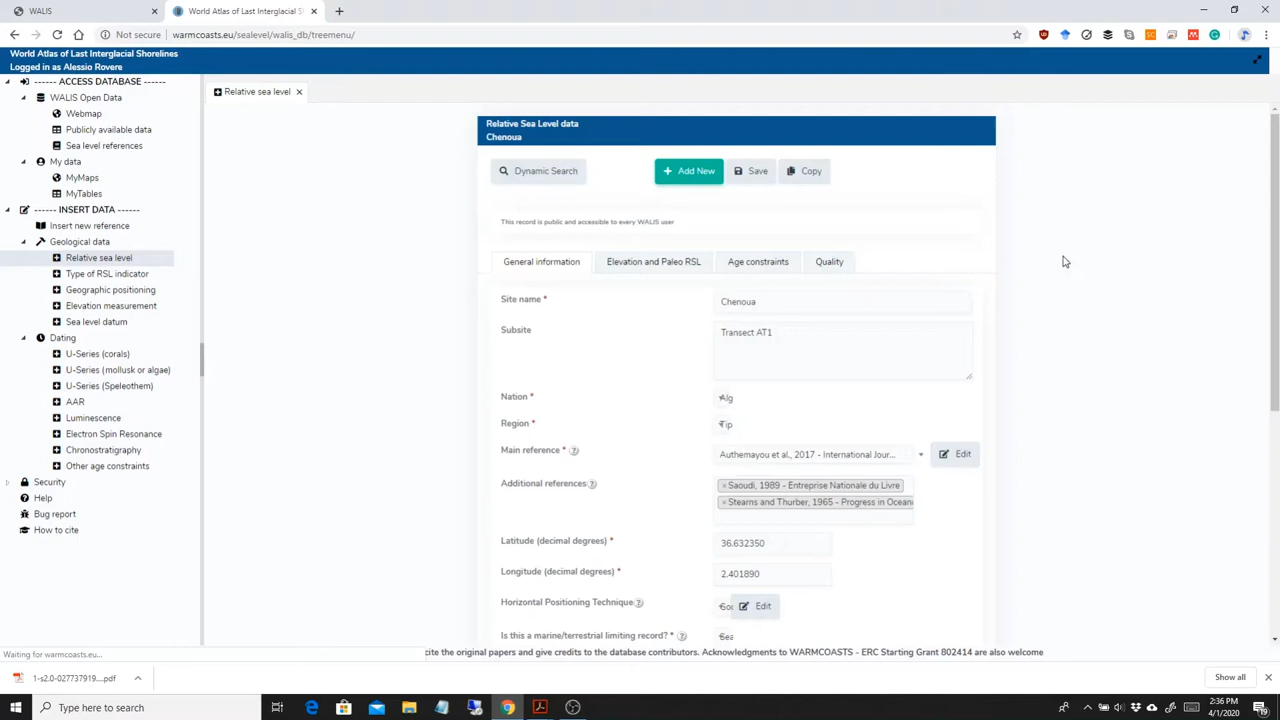 WALIS
World Atlas of Last Interglacial S
Not secure
warmcoasts.eu/sealevel/walis_db/treemenu/
World Atlas of Last Interglacial Shorelines
Logged in as Alessio Rovere
------ ACCESS DATABASE ------
WALIS Open Data
Webmap
Publicly available data
Sea level references
My data
MyMaps
MyTables
------ INSERT DATA ------
Insert new reference
Geological data
Relative sea level
Type of RSL indicator
Geographic positioning
Elevation measurement
Sea level datum
Dating
U-Series (corals)
U-Series (mollusk or algae)
U-Series (Speleothem)
AAR
Luminescence
Electron Spin Resonance
Chronostratigraphy
Other age constraints
Security
Help
Bug report
How to cite
Relative sea level
Relative Sea Level data
Chenoua
Dynamic Search
Add New
Save
Copy
This record is public and accessible to every WALIS user
General information
Elevation and Paleo RSL
Age constraints
Quality
Site name *
Chenoua
Subsite
Transect AT1
Nation *
Alg
Region *
Tip
Main reference *
Authemayou et al., 2017 - International Jour...
Edit
Additional references
× Saoudi, 1989 - Entreprise Nationale du Livre
× Stearns and Thurber, 1965 - Progress in Oceano
Latitude (decimal degrees) *
36.632350
Longitude (decimal degrees) *
2.401890
Horizontal Positioning Technique
Edit
Is this a marine/terrestrial limiting record? *
Sea
Waiting for warmcoasts.eu...
cite the original papers and give credits to the database contributors. Acknowledgments to WARMCOASTS - ERC Starting Grant 802414 are also welcome
1-s2.0-027737919....pdf
Show all
Type here to search
2:36 PM
4/1/2020
19